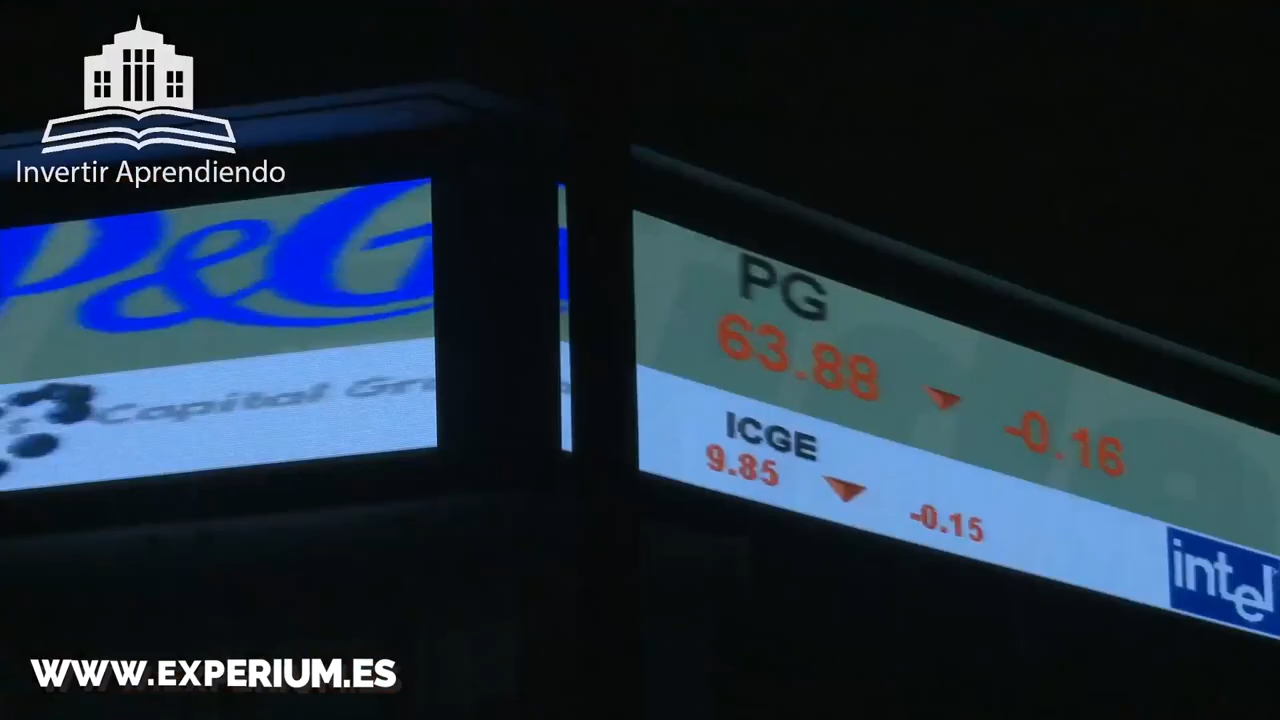 Invertir Aprendiendo
P&G
Capital Gr
PG
63.88 ▼ -0.16
ICGE
9.85 ▼ -0.15
intel
WWW.EXPERIUM.ES